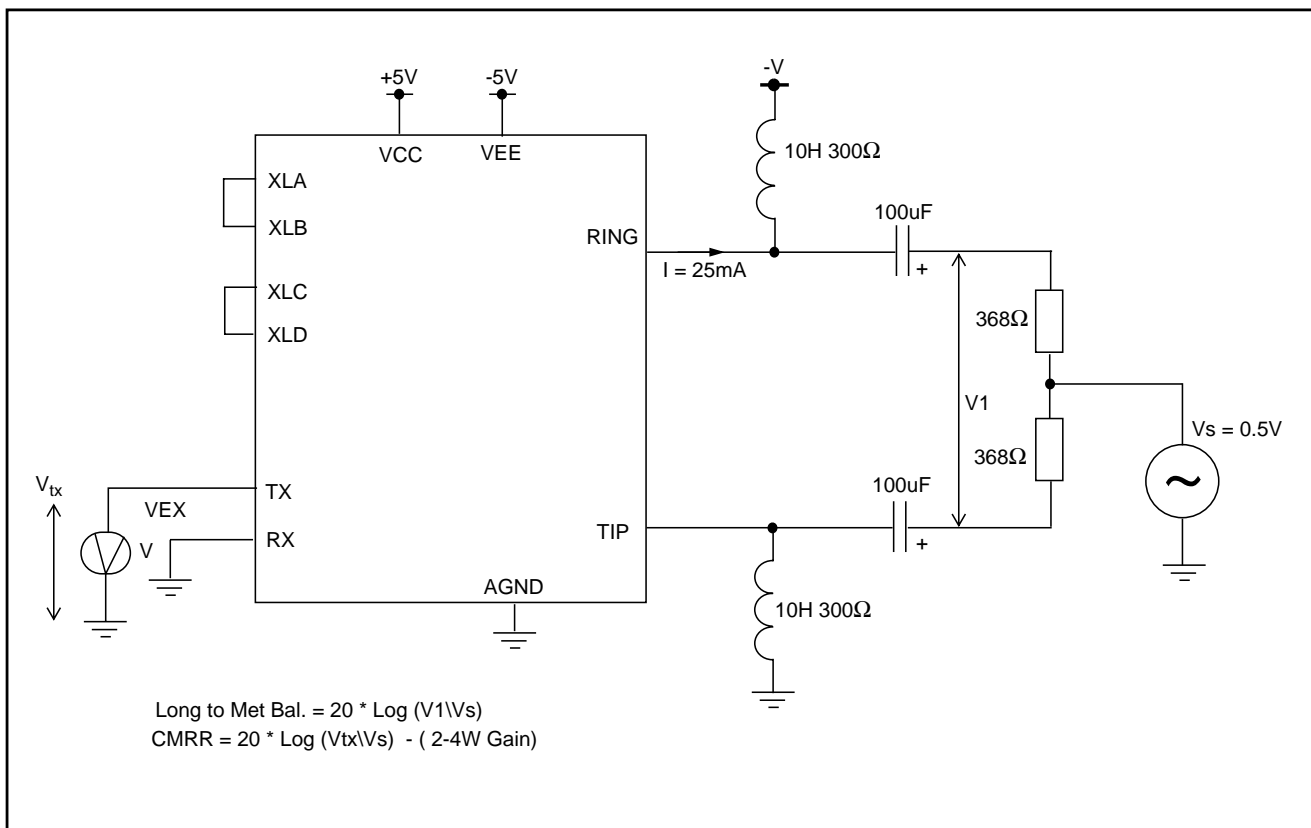 +5V
-5V
-V
VCC
VEE
10H 300Ω
XLA
XLB
100uF
RING
I = 25mA
+
XLC
XLD
368Ω
V1
368Ω
Vs = 0.5V
~
Vtx
TX
VEX
V
RX
100uF
TIP
+
AGND
10H 300Ω
Long to Met Bal. = 20 * Log (V1\Vs)
CMRR = 20 * Log (Vtx\Vs) - ( 2-4W Gain)